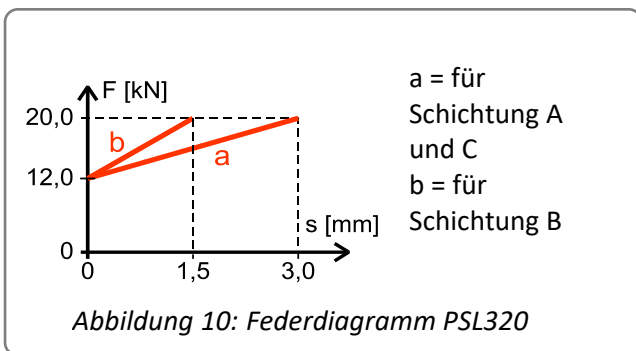 F [kN]
20,0
b
a
12,0
s [mm]
0
0 1,5 3,0
a = für
Schichtung A
und C
b = für
Schichtung B
Abbildung 10: Federdiagramm PSL320